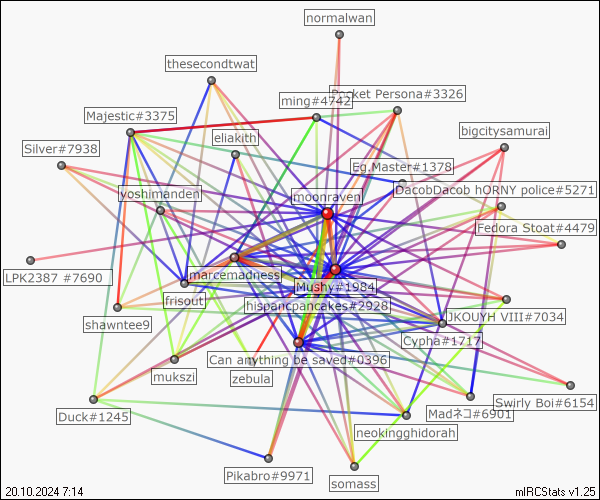 normalwan
thesecondtwat
Pocket Persona#3326
ming#4742
Majestic#3375
bigcitysamurai
eliakith
Silver#7938
Eg.Master#1378
DacobDacob hORNY police#5271
yoshimanden
moonraven
Fedora Stoat#4479
marcemadness
LPK2387 #7690
Mushy#1984
frisout
hispancpancakes#2928
JKOUYH VIII#7034
shawntee9
Cypha#1717
Can anything be saved#0396
mukszi
zebula
Swirly Boi#6154
Duck#1245
Madネコ#6901
neokingghidorah
Pikabro#9971
somass
20.10.2024 7:14
mIRCStats v1.25